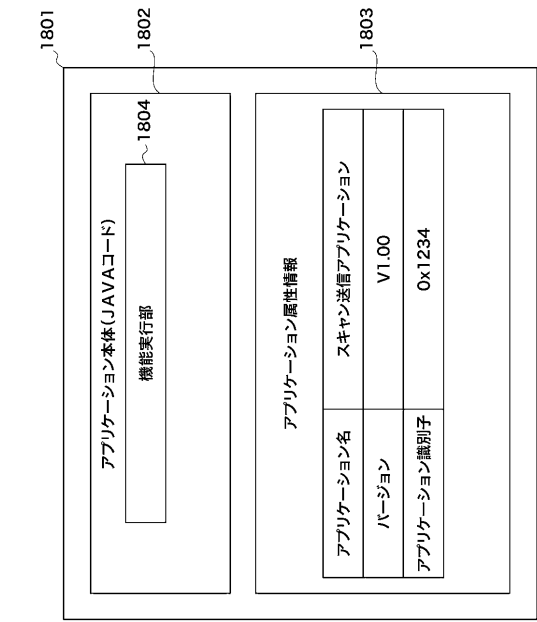 1801
1802
アプリケーション本体(JAVAコード)
1804
機能実行部
1803
アプリケーション属性情報
アプリケーション名 スキャン送信アプリケーション
バージョン V1.00
アプリケーション識別子 0x1234